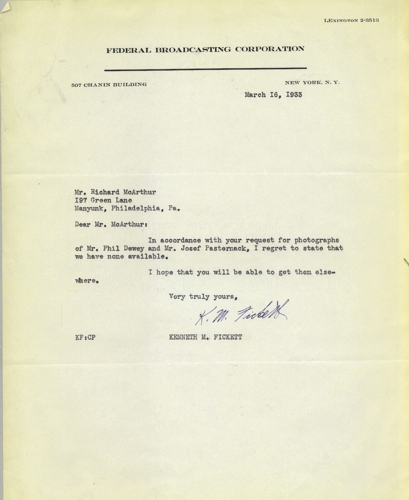 LEXINGTON 2-8513
FEDERAL BROADCASTING CORPORATION
507 CHANIN BUILDING
NEW YORK, N. Y.
March 16, 1933
Mr. Richard McArthur
197 Green Lane
Manyunk, Philadelphia, Pa.
Dear Mr. McArthur:
In accordance with your request for photographs
of Mr. Phil Dewey and Mr. Josef Pasternack, I regret to state that
we have none available.
I hope that you will be able to get them else-
where.
Very truly yours,
K. M. Fickett
KF:CP
KENNETH M. FICKETT